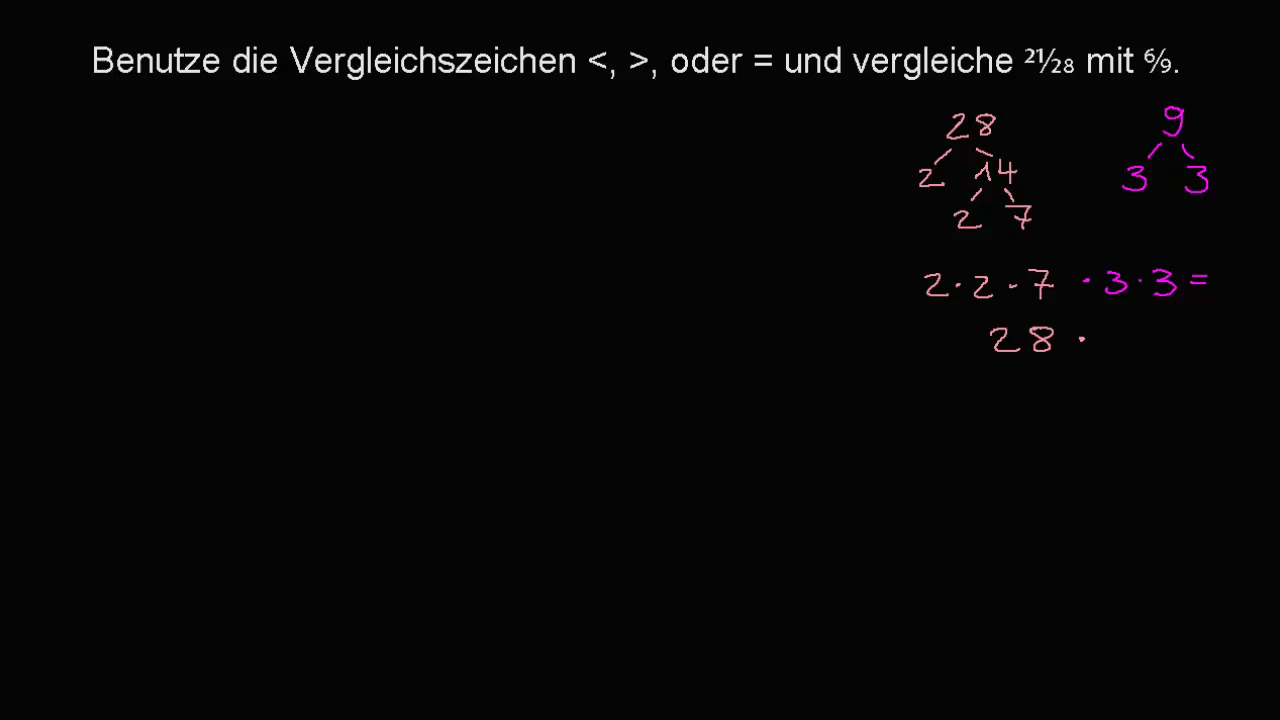 Benutze die Vergleichszeichen <, >, oder = und vergleiche 21/28 mit 6/9.
28 9
2 14 3 3
2 7
2 · 2 · 7 · 3 · 3 =
28 ·